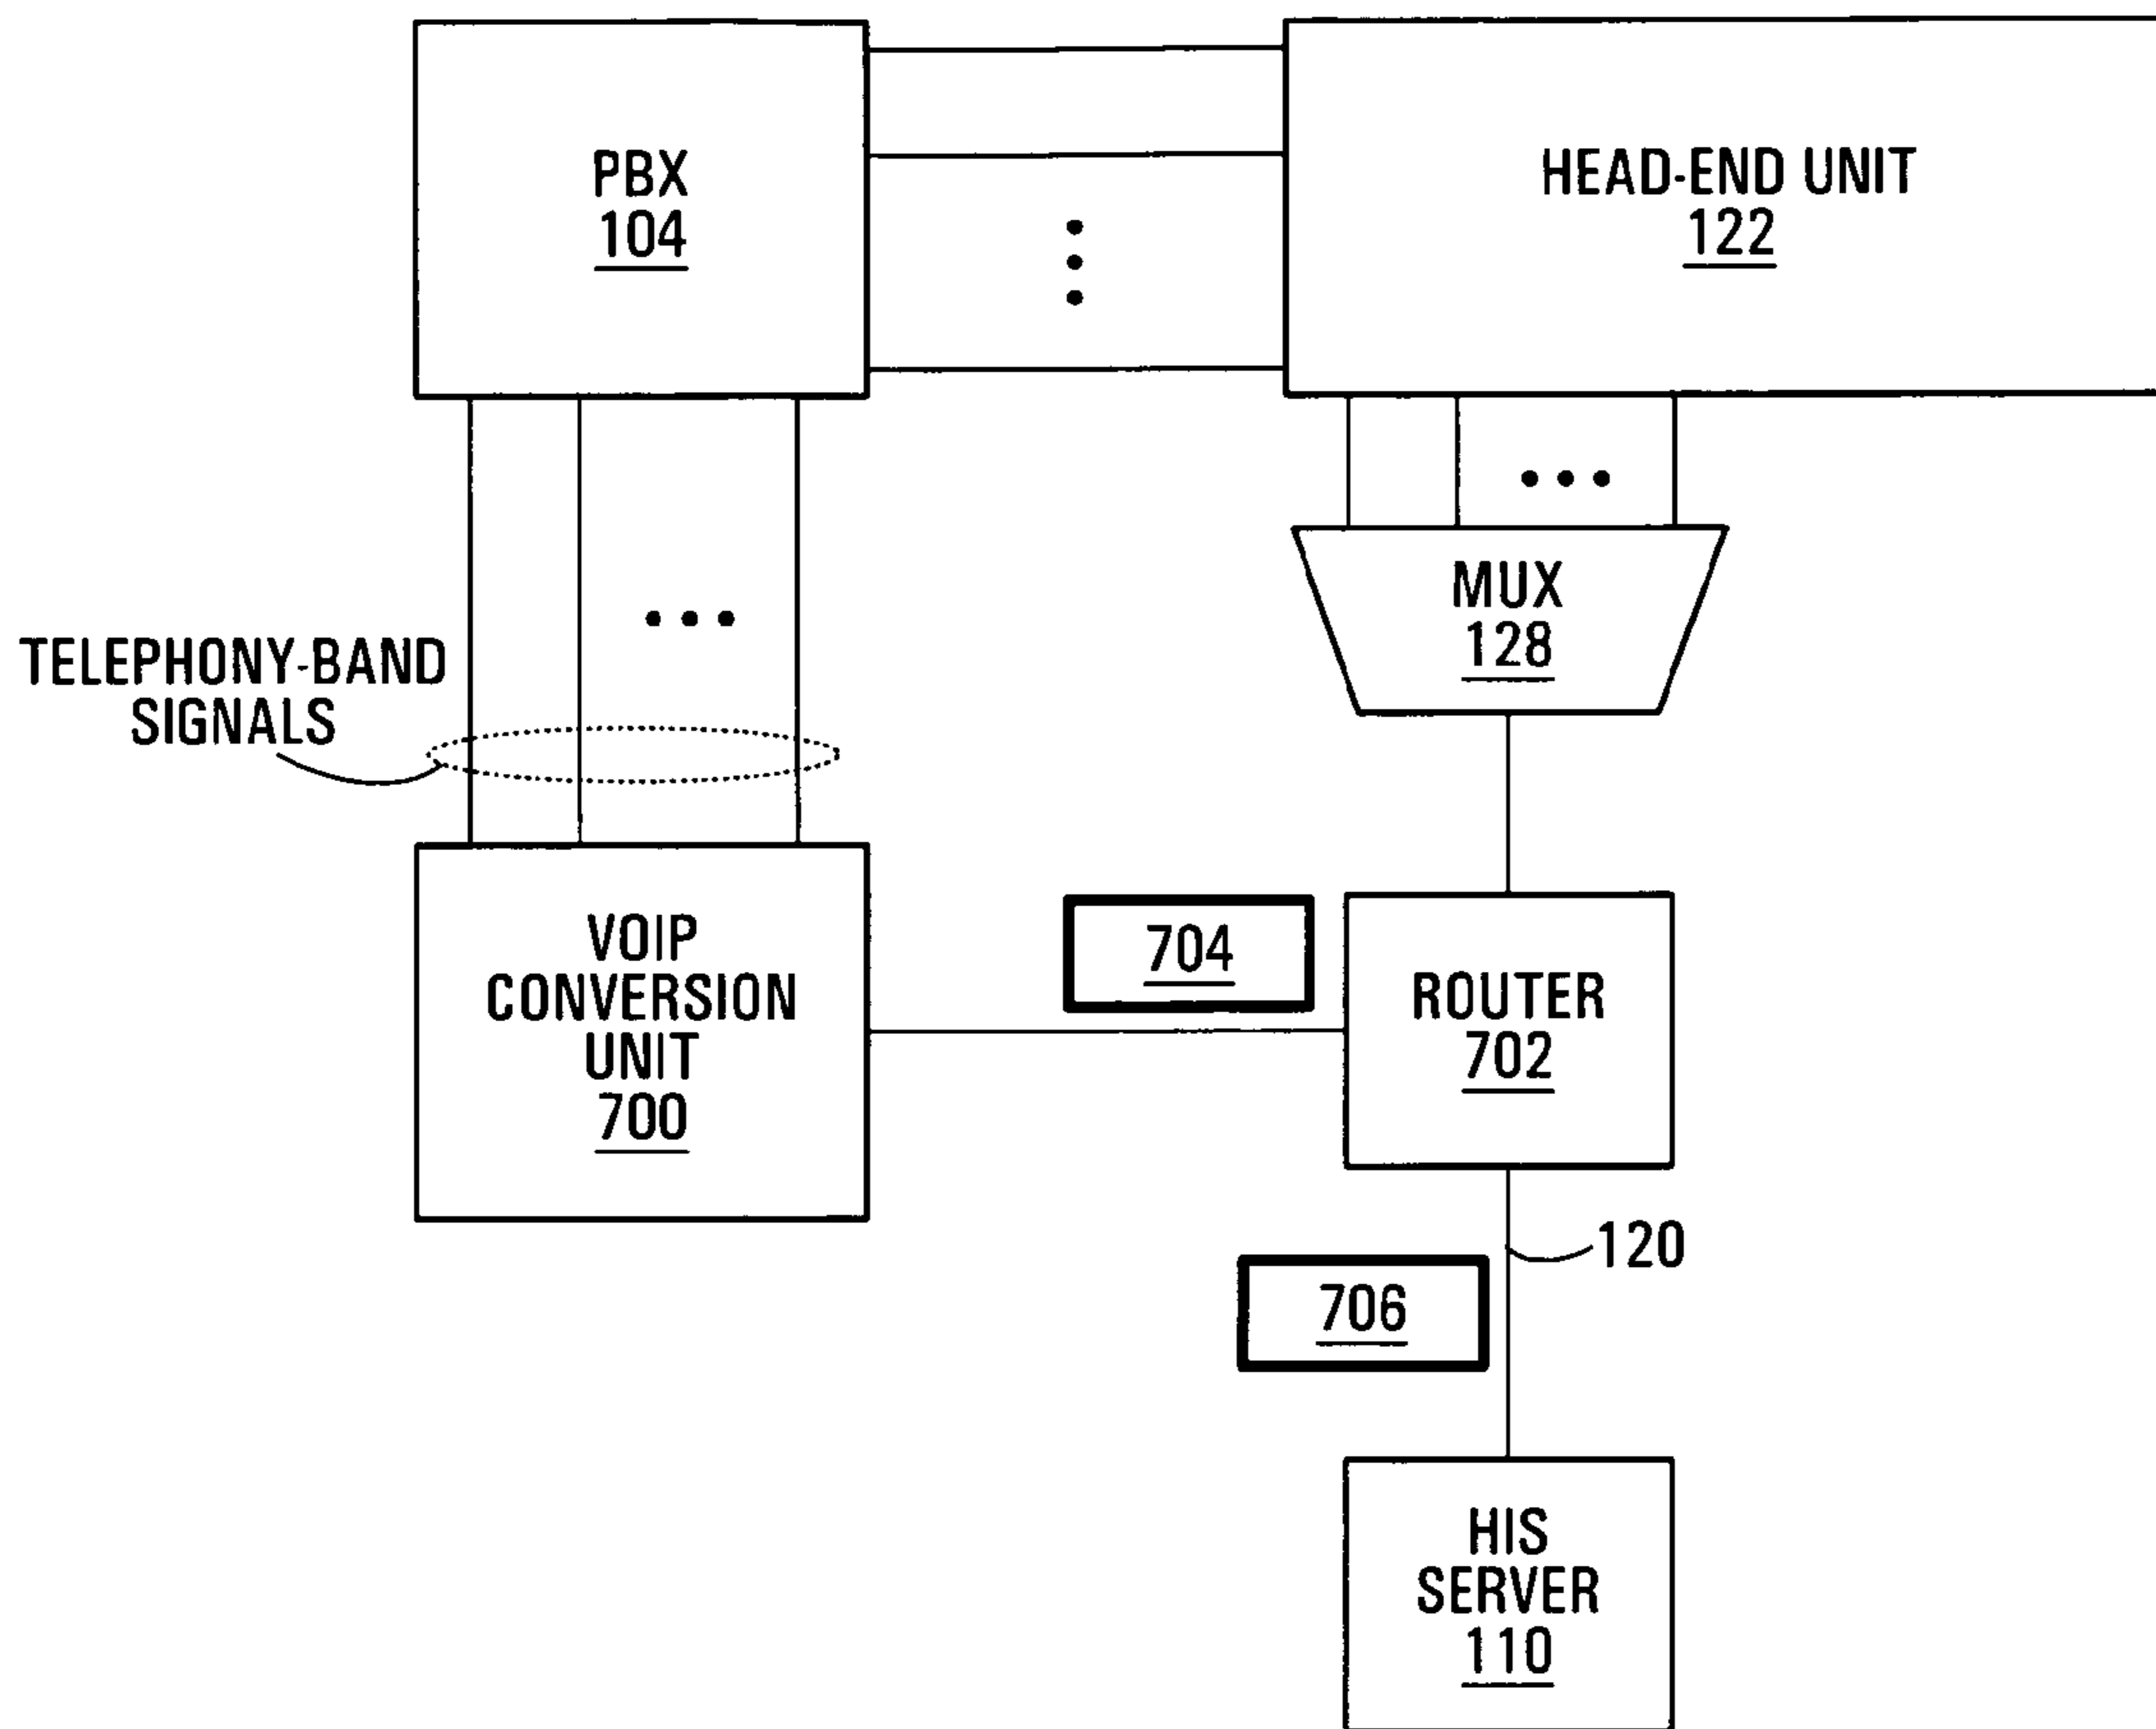 PBX
104
HEAD-END UNIT
122
MUX
128
TELEPHONY-BAND
SIGNALS
VOIP
CONVERSION
UNIT
700
704
ROUTER
702
120
706
HIS
SERVER
110